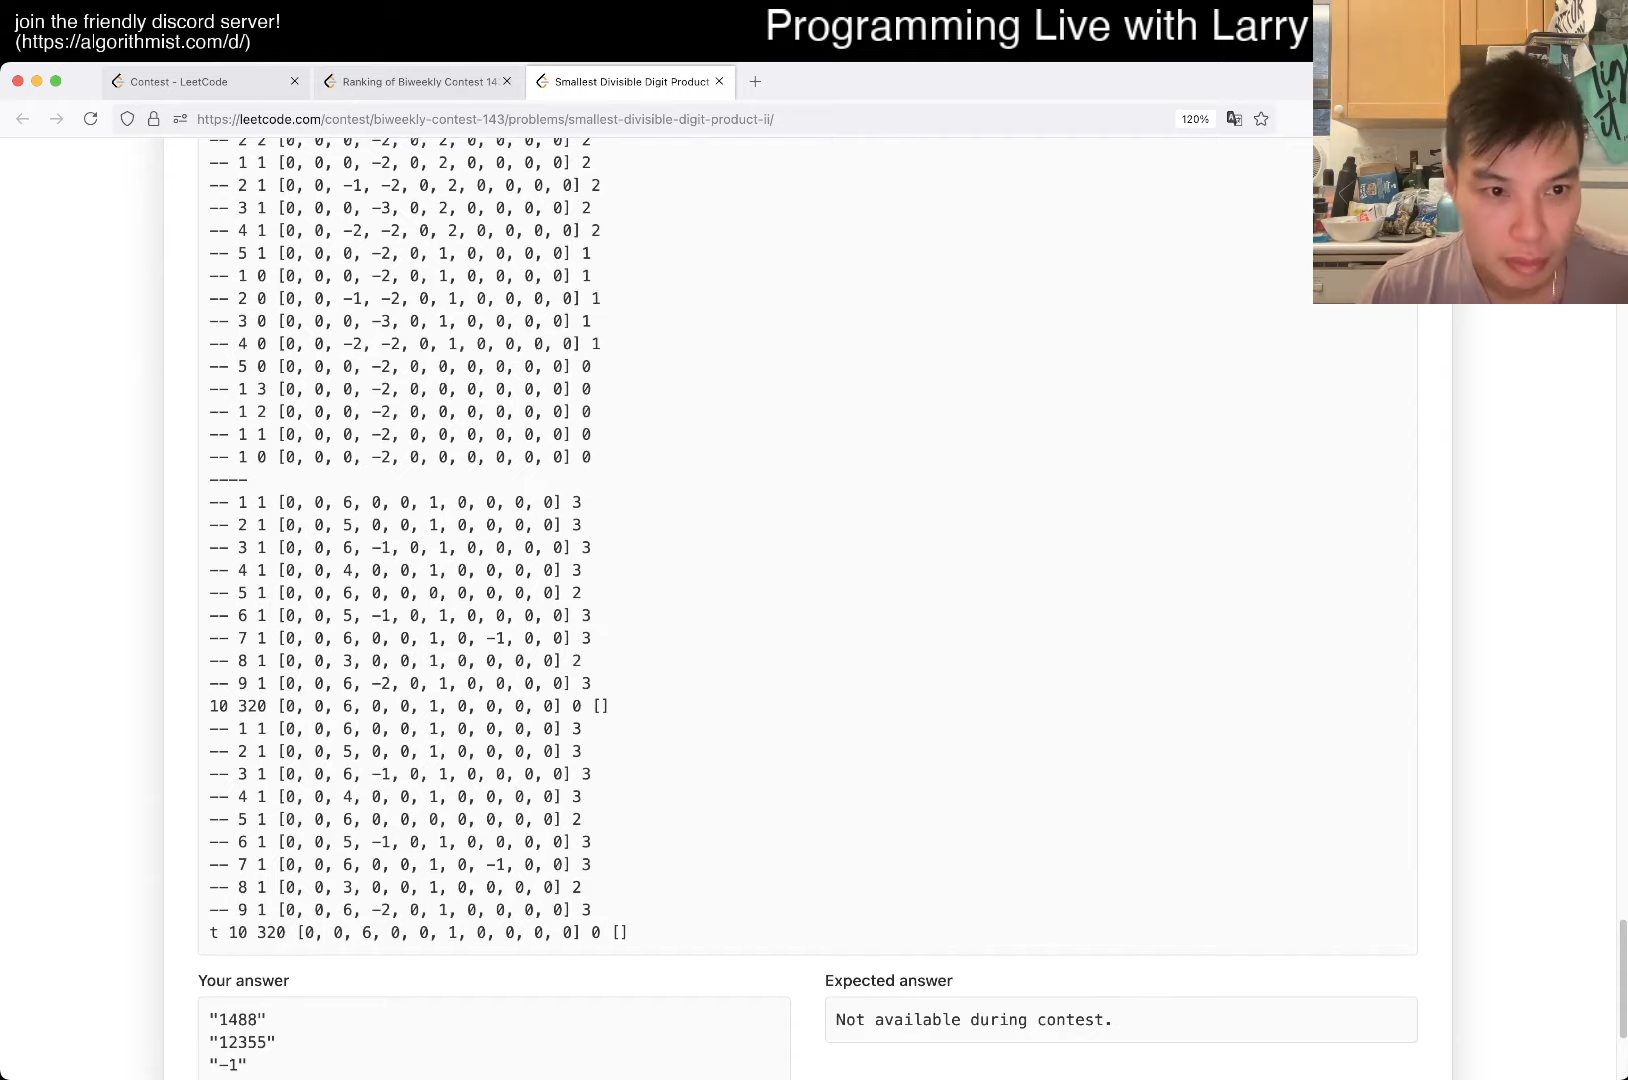 join the friendly discord server!
(https://algorithmist.com/d/)
Programming Live with Larry
Contest - LeetCode
Ranking of Biweekly Contest 14
Smallest Divisible Digit Product
https://leetcode.com/contest/biweekly-contest-143/problems/smallest-divisible-digit-product-ii/
120%
-- 2 2 [0, 0, 0, -2, 0, 2, 0, 0, 0, 0] 2
-- 1 1 [0, 0, 0, -2, 0, 2, 0, 0, 0, 0] 2
-- 2 1 [0, 0, -1, -2, 0, 2, 0, 0, 0, 0] 2
-- 3 1 [0, 0, 0, -3, 0, 2, 0, 0, 0, 0] 2
-- 4 1 [0, 0, -2, -2, 0, 2, 0, 0, 0, 0] 2
-- 5 1 [0, 0, 0, -2, 0, 1, 0, 0, 0, 0] 1
-- 1 0 [0, 0, 0, -2, 0, 1, 0, 0, 0, 0] 1
-- 2 0 [0, 0, -1, -2, 0, 1, 0, 0, 0, 0] 1
-- 3 0 [0, 0, 0, -3, 0, 1, 0, 0, 0, 0] 1
-- 4 0 [0, 0, -2, -2, 0, 1, 0, 0, 0, 0] 1
-- 5 0 [0, 0, 0, -2, 0, 0, 0, 0, 0, 0] 0
-- 1 3 [0, 0, 0, -2, 0, 0, 0, 0, 0, 0] 0
-- 1 2 [0, 0, 0, -2, 0, 0, 0, 0, 0, 0] 0
-- 1 1 [0, 0, 0, -2, 0, 0, 0, 0, 0, 0] 0
-- 1 0 [0, 0, 0, -2, 0, 0, 0, 0, 0, 0] 0
----
-- 1 1 [0, 0, 6, 0, 0, 1, 0, 0, 0, 0] 3
-- 2 1 [0, 0, 5, 0, 0, 1, 0, 0, 0, 0] 3
-- 3 1 [0, 0, 6, -1, 0, 1, 0, 0, 0, 0] 3
-- 4 1 [0, 0, 4, 0, 0, 1, 0, 0, 0, 0] 3
-- 5 1 [0, 0, 6, 0, 0, 0, 0, 0, 0, 0] 2
-- 6 1 [0, 0, 5, -1, 0, 1, 0, 0, 0, 0] 3
-- 7 1 [0, 0, 6, 0, 0, 1, 0, -1, 0, 0] 3
-- 8 1 [0, 0, 3, 0, 0, 1, 0, 0, 0, 0] 2
-- 9 1 [0, 0, 6, -2, 0, 1, 0, 0, 0, 0] 3
10 320 [0, 0, 6, 0, 0, 1, 0, 0, 0, 0] 0 []
-- 1 1 [0, 0, 6, 0, 0, 1, 0, 0, 0, 0] 3
-- 2 1 [0, 0, 5, 0, 0, 1, 0, 0, 0, 0] 3
-- 3 1 [0, 0, 6, -1, 0, 1, 0, 0, 0, 0] 3
-- 4 1 [0, 0, 4, 0, 0, 1, 0, 0, 0, 0] 3
-- 5 1 [0, 0, 6, 0, 0, 0, 0, 0, 0, 0] 2
-- 6 1 [0, 0, 5, -1, 0, 1, 0, 0, 0, 0] 3
-- 7 1 [0, 0, 6, 0, 0, 1, 0, -1, 0, 0] 3
-- 8 1 [0, 0, 3, 0, 0, 1, 0, 0, 0, 0] 2
-- 9 1 [0, 0, 6, -2, 0, 1, 0, 0, 0, 0] 3
t 10 320 [0, 0, 6, 0, 0, 1, 0, 0, 0, 0] 0 []
Your answer
Expected answer
"1488"
"12355"
"-1"
Not available during contest.